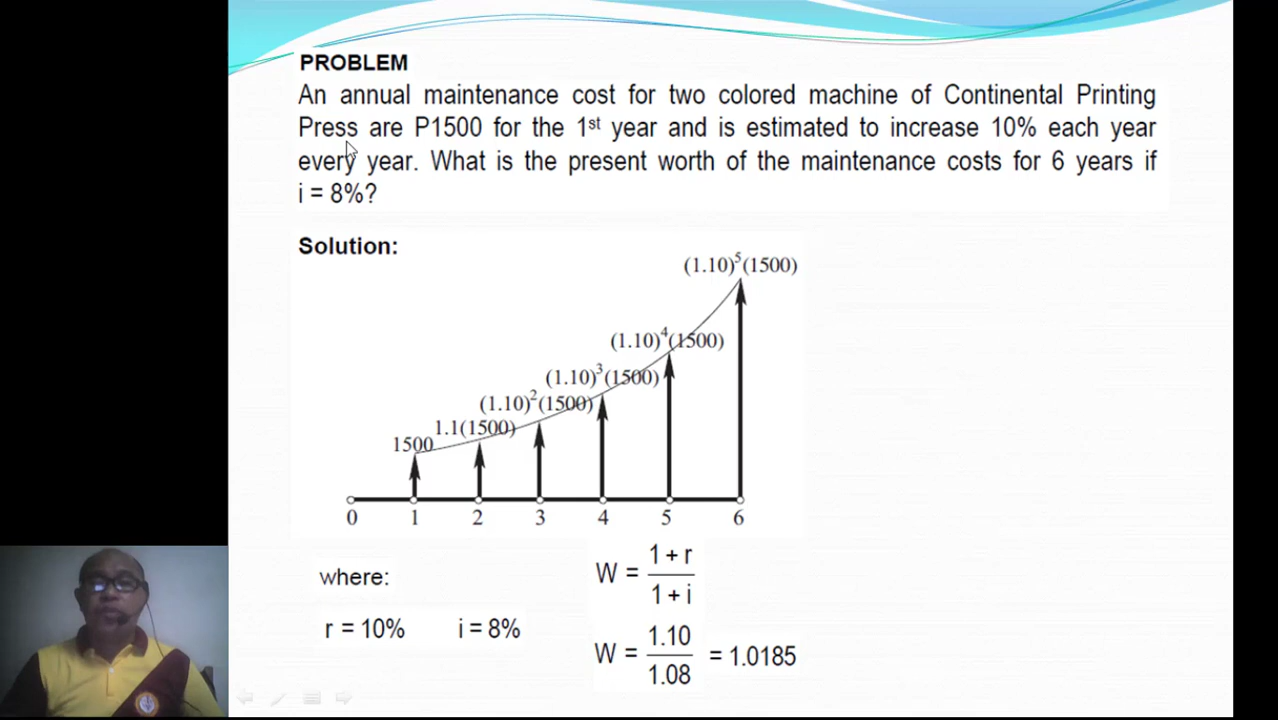 PROBLEM
An annual maintenance cost for two colored machine of Continental Printing
Press are P1500 for the 1st year and is estimated to increase 10% each year
every year. What is the present worth of the maintenance costs for 6 years if
i = 8%?
Solution:
(1.10)⁵(1500)
(1.10)⁴(1500)
(1.10)³(1500)
(1.10)²(1500)
1.1(1500)
1500
0 1 2 3 4 5 6
where:
r = 10% i = 8%
W = (1 + r) / (1 + i)
W = 1.10 / 1.08 = 1.0185